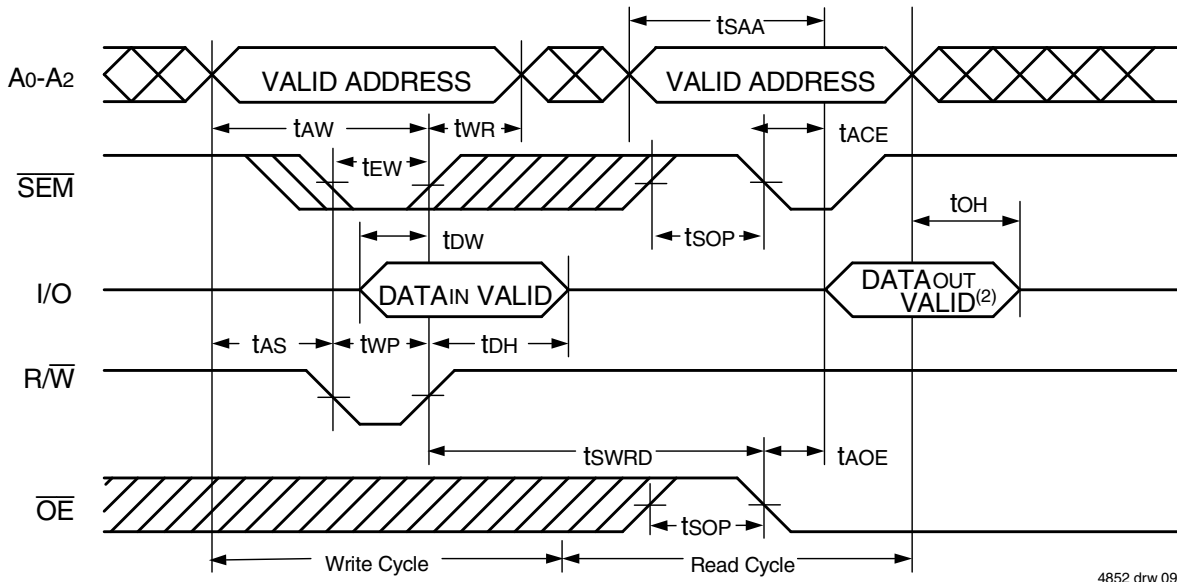 tSAA
A0-A2 VALID ADDRESS VALID ADDRESS
tAW tWR tACE
tEW
SEM
tSOP tOH
tDW
I/O DATAIN VALID DATAOUT
VALID(2)
tAS tWP tDH
R/W
tSWRD tAOE
OE
tSOP
Write Cycle Read Cycle
4852 drw 09